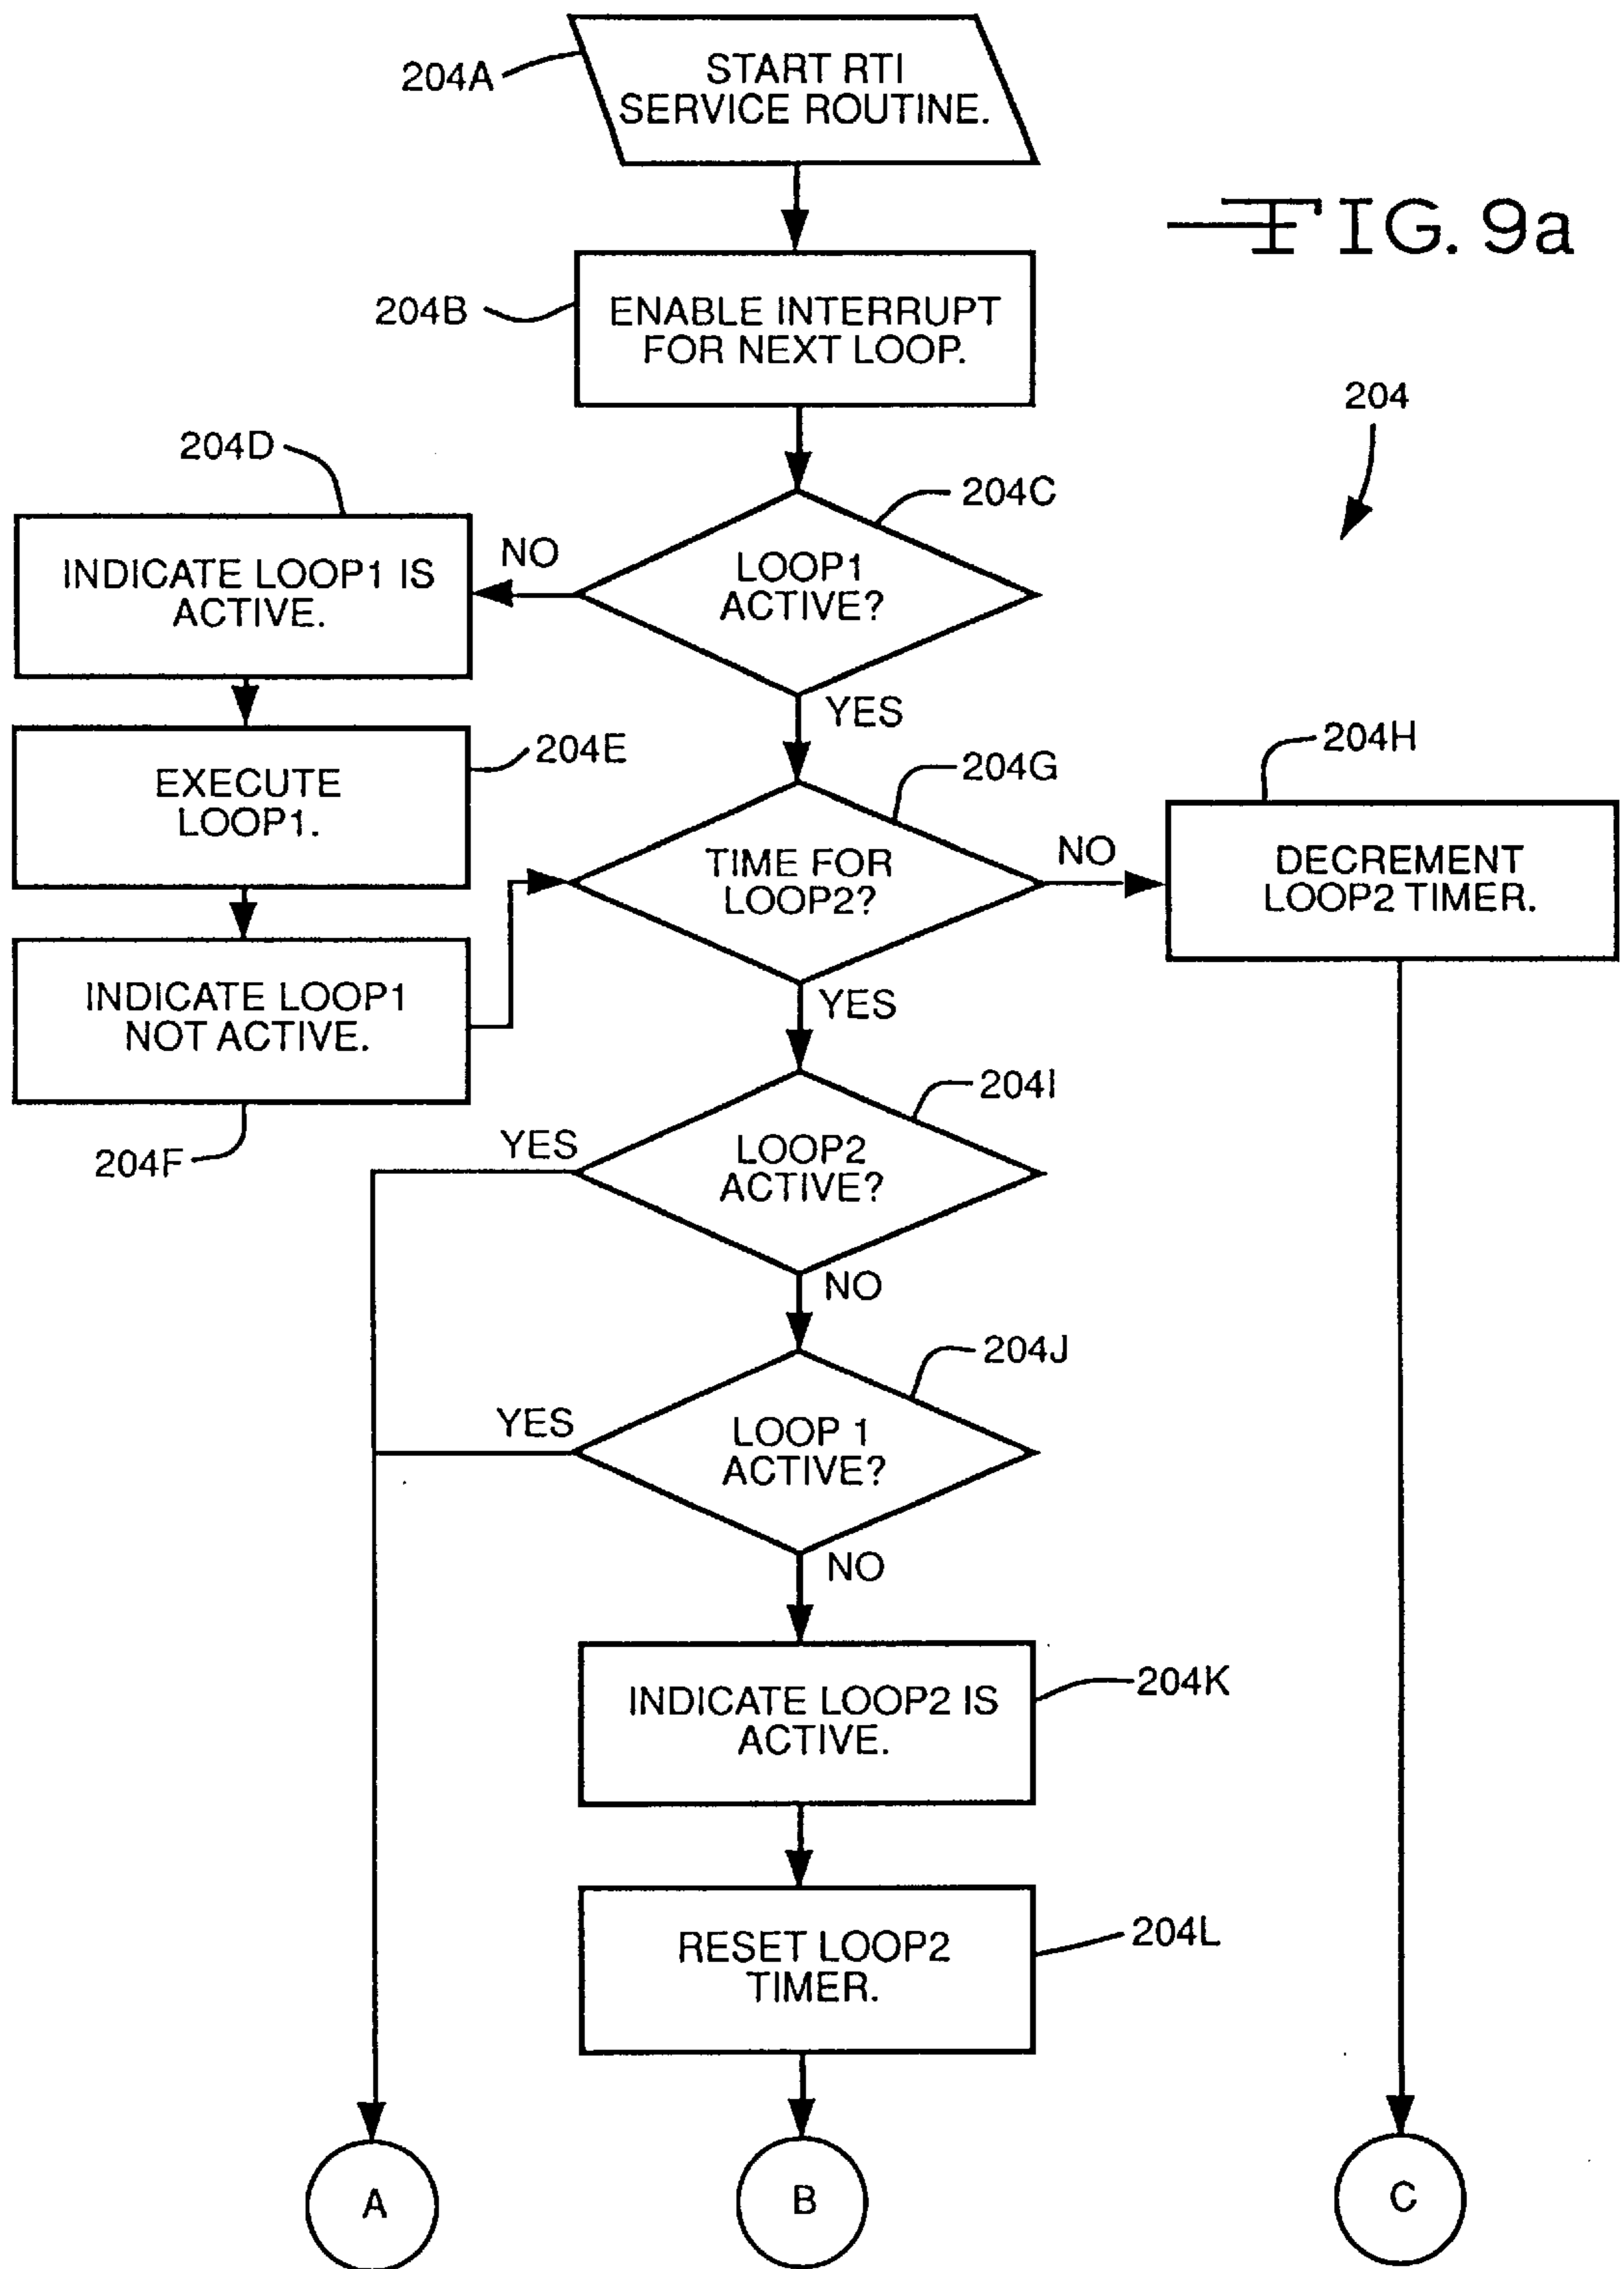 204A
START RTI
SERVICE ROUTINE.
FIG. 9a
204B
ENABLE INTERRUPT
FOR NEXT LOOP.
204
204D
204C
INDICATE LOOP1 IS
ACTIVE.
NO
LOOP1
ACTIVE?
YES
204E
EXECUTE
LOOP1.
204G
204H
TIME FOR
LOOP2?
NO
DECREMENT
LOOP2 TIMER.
INDICATE LOOP1
NOT ACTIVE.
YES
204F
204I
YES
LOOP2
ACTIVE?
NO
204J
YES
LOOP 1
ACTIVE?
NO
204K
INDICATE LOOP2 IS
ACTIVE.
204L
RESET LOOP2
TIMER.
A
B
C